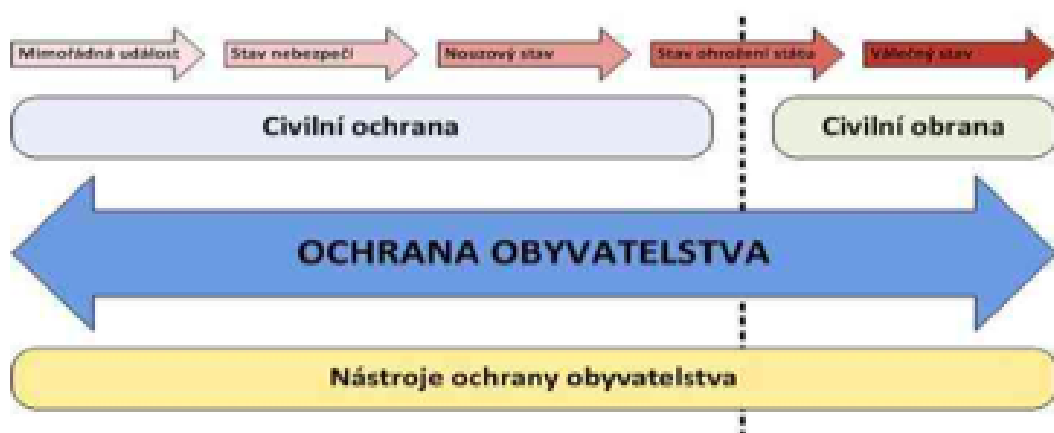 Mimořádná událost
Stav nebezpečí
Nouzový stav
Stav ohrožení státu
Válečný stav
Civilní ochrana
Civilní obrana
OCHRANA OBYVATELSTVA
Nástroje ochrany obyvatelstva